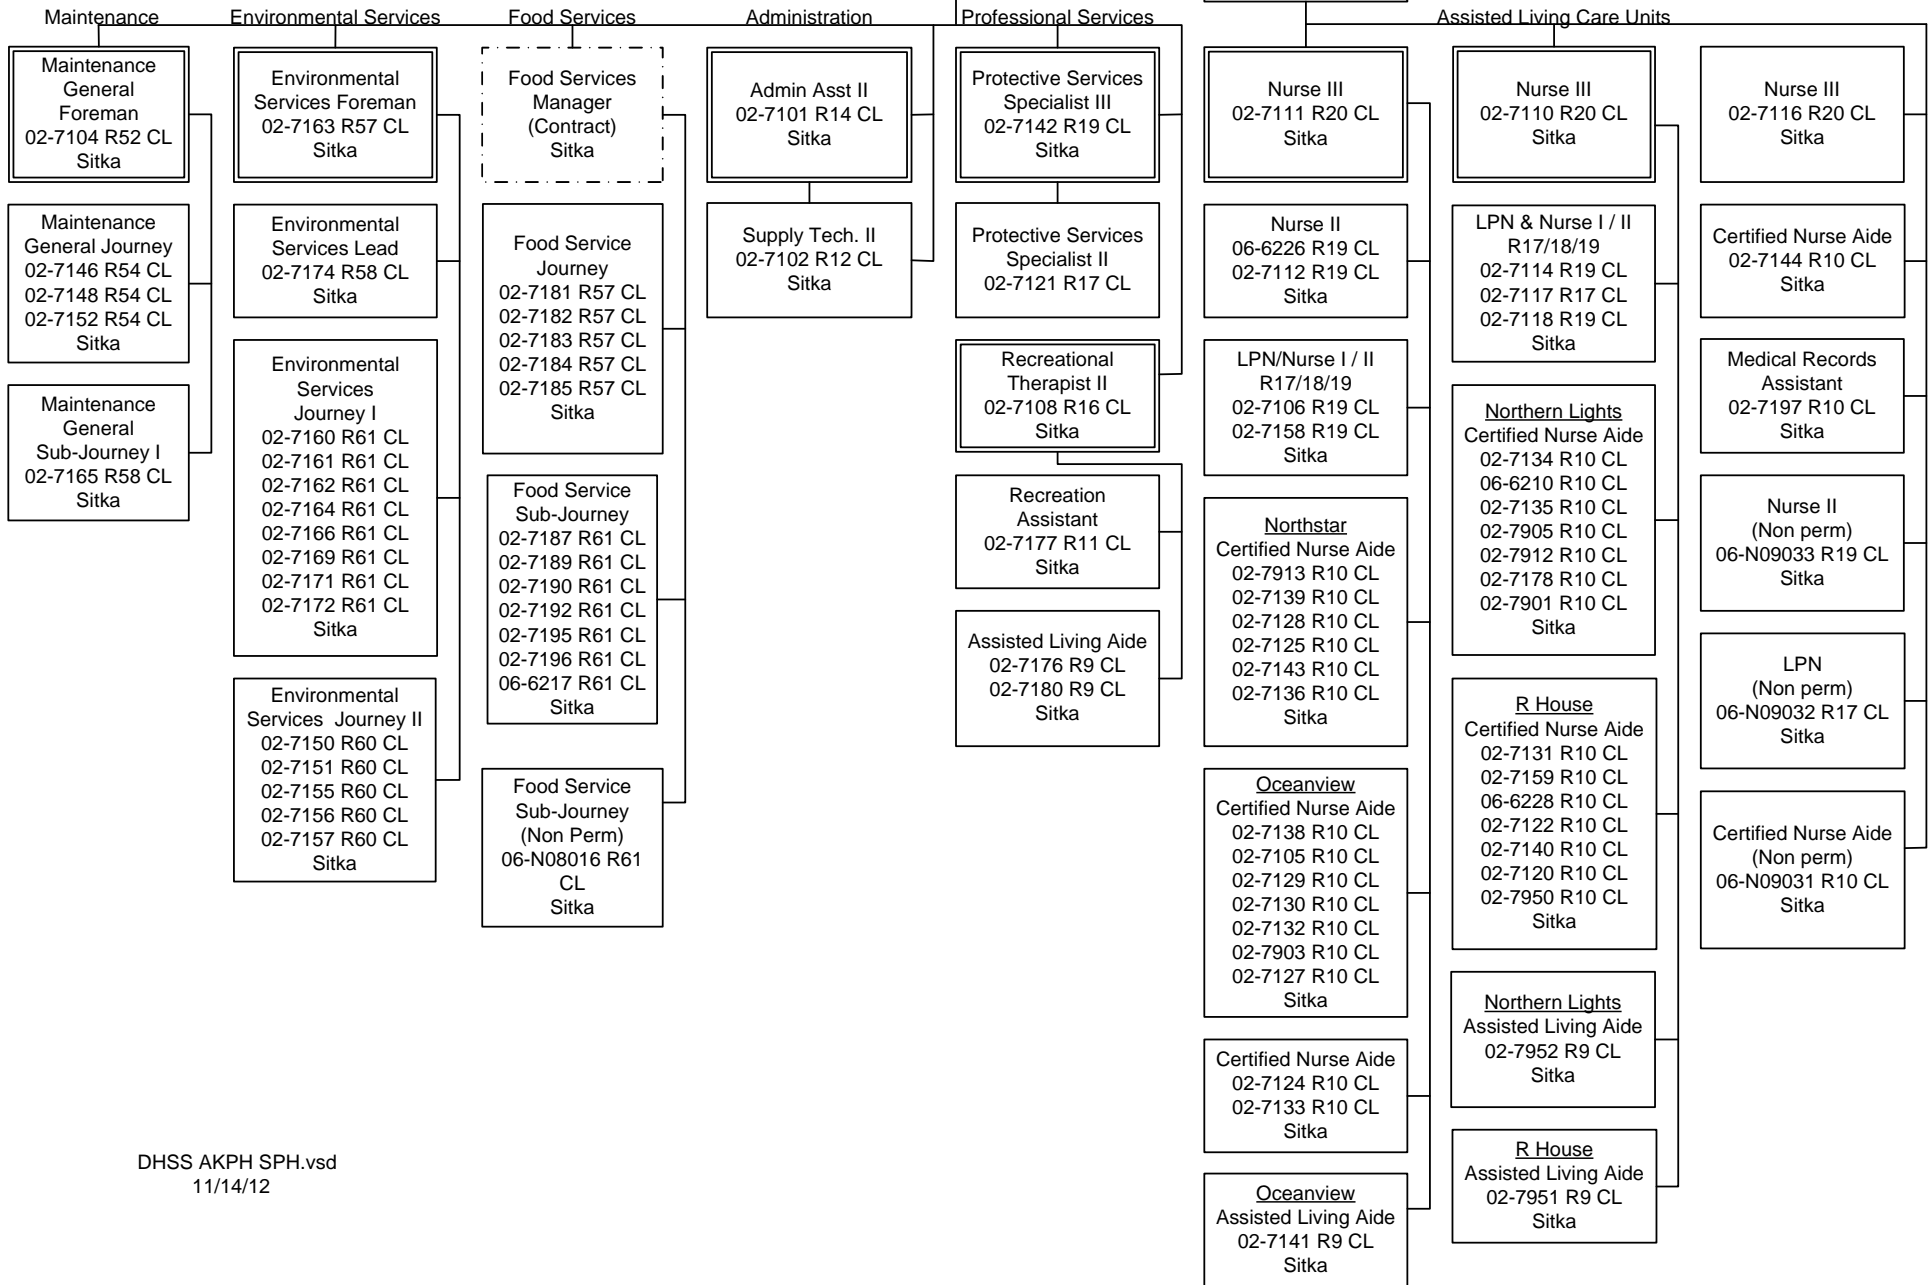 Maintenance
Environmental Services
Food Services
Administration
Professional Services
Assisted Living Care Units
Maintenance
General
Foreman
02-7104 R52 CL
Sitka
Maintenance
General Journey
02-7146 R54 CL
02-7148 R54 CL
02-7152 R54 CL
Sitka
Maintenance
General
Sub-Journey I
02-7165 R58 CL
Sitka
Environmental
Services Foreman
02-7163 R57 CL
Sitka
Environmental
Services Lead
02-7174 R58 CL
Sitka
Environmental
Services
Journey I
02-7160 R61 CL
02-7161 R61 CL
02-7162 R61 CL
02-7164 R61 CL
02-7166 R61 CL
02-7169 R61 CL
02-7171 R61 CL
02-7172 R61 CL
Sitka
Environmental
Services Journey II
02-7150 R60 CL
02-7151 R60 CL
02-7155 R60 CL
02-7156 R60 CL
02-7157 R60 CL
Sitka
Food Services
Manager
(Contract)
Sitka
Food Service
Journey
02-7181 R57 CL
02-7182 R57 CL
02-7183 R57 CL
02-7184 R57 CL
02-7185 R57 CL
Sitka
Food Service
Sub-Journey
02-7187 R61 CL
02-7189 R61 CL
02-7190 R61 CL
02-7192 R61 CL
02-7195 R61 CL
02-7196 R61 CL
06-6217 R61 CL
Sitka
Food Service
Sub-Journey
(Non Perm)
06-N08016 R61
CL
Sitka
Admin Asst II
02-7101 R14 CL
Sitka
Supply Tech. II
02-7102 R12 CL
Sitka
Protective Services
Specialist III
02-7142 R19 CL
Sitka
Protective Services
Specialist II
02-7121 R17 CL
Recreational
Therapist II
02-7108 R16 CL
Sitka
Recreation
Assistant
02-7177 R11 CL
Sitka
Assisted Living Aide
02-7176 R9 CL
02-7180 R9 CL
Sitka
Nurse III
02-7111 R20 CL
Sitka
Nurse II
06-6226 R19 CL
02-7112 R19 CL
Sitka
LPN/Nurse I / II
R17/18/19
02-7106 R19 CL
02-7158 R19 CL
Sitka
Northstar
Certified Nurse Aide
02-7913 R10 CL
02-7139 R10 CL
02-7128 R10 CL
02-7125 R10 CL
02-7143 R10 CL
02-7136 R10 CL
Sitka
Oceanview
Certified Nurse Aide
02-7138 R10 CL
02-7105 R10 CL
02-7129 R10 CL
02-7130 R10 CL
02-7132 R10 CL
02-7903 R10 CL
02-7127 R10 CL
Sitka
Certified Nurse Aide
02-7124 R10 CL
02-7133 R10 CL
Sitka
Oceanview
Assisted Living Aide
02-7141 R9 CL
Sitka
Nurse III
02-7110 R20 CL
Sitka
LPN & Nurse I / II
R17/18/19
02-7114 R19 CL
02-7117 R17 CL
02-7118 R19 CL
Sitka
Northern Lights
Certified Nurse Aide
02-7134 R10 CL
06-6210 R10 CL
02-7135 R10 CL
02-7905 R10 CL
02-7912 R10 CL
02-7178 R10 CL
02-7901 R10 CL
Sitka
R House
Certified Nurse Aide
02-7131 R10 CL
02-7159 R10 CL
06-6228 R10 CL
02-7122 R10 CL
02-7140 R10 CL
02-7120 R10 CL
02-7950 R10 CL
Sitka
Northern Lights
Assisted Living Aide
02-7952 R9 CL
Sitka
R House
Assisted Living Aide
02-7951 R9 CL
Sitka
Nurse III
02-7116 R20 CL
Sitka
Certified Nurse Aide
02-7144 R10 CL
Sitka
Medical Records
Assistant
02-7197 R10 CL
Sitka
Nurse II
(Non perm)
06-N09033 R19 CL
Sitka
LPN
(Non perm)
06-N09032 R17 CL
Sitka
Certified Nurse Aide
(Non perm)
06-N09031 R10 CL
Sitka
DHSS AKPH SPH.vsd
11/14/12